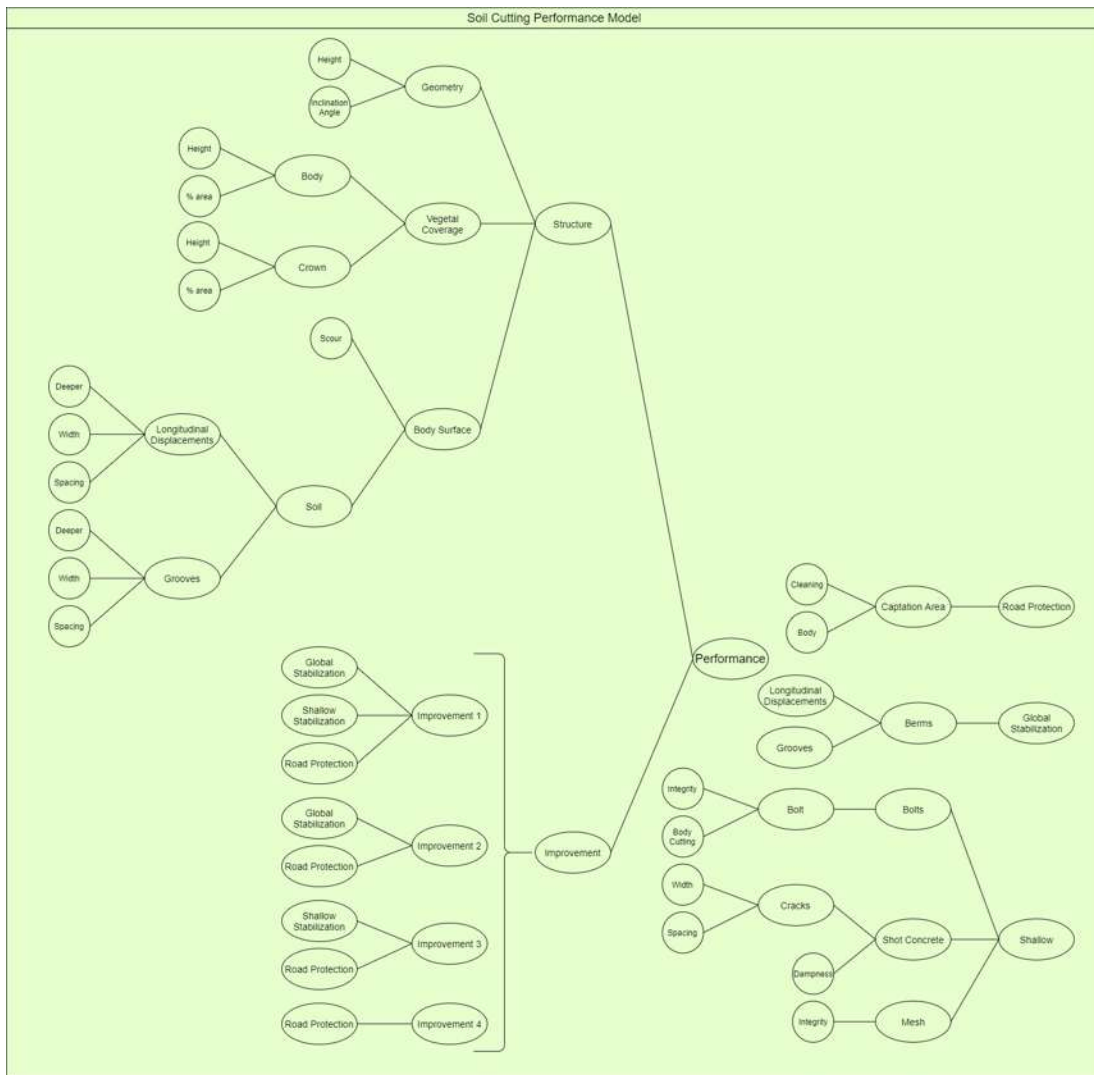 Soil Cutting Performance Model
Height
Geometry
Inclination
Angle
Height
Body
% area
Vegetal
Coverage
Structure
Height
Crown
% area
Scour
Deeper
Longitudinal
Displacements
Width
Body Surface
Spacing
Soil
Deeper
Grooves
Width
Spacing
Performance
Global
Stabilization
Shallow
Stabilization
Improvement 1
Road Protection
Global
Stabilization
Improvement 2
Road Protection
Improvement
Shallow
Stabilization
Improvement 3
Road Protection
Road Protection
Improvement 4
Cleaning
Captation Area
Road Protection
Body
Longitudinal
Displacements
Berms
Global
Stabilization
Grooves
Integrity
Bolt
Bolts
Body
Cutting
Width
Cracks
Spacing
Shot Concrete
Shallow
Dampness
Integrity
Mesh